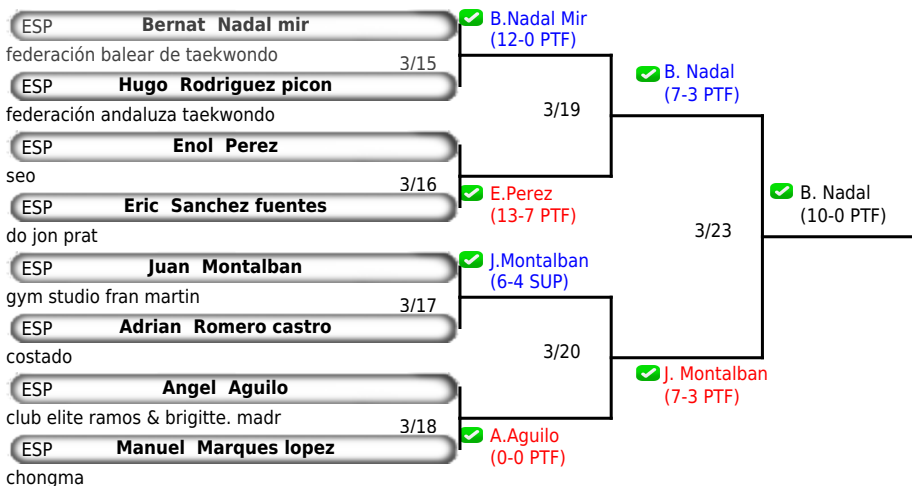 ESP Bernat Nadal mir
federación balear de taekwondo
3/15
ESP Hugo Rodriguez picon
federación andaluza taekwondo
ESP Enol Perez
seo
3/16
ESP Eric Sanchez fuentes
do jon prat
ESP Juan Montalban
gym studio fran martin
3/17
ESP Adrian Romero castro
costado
ESP Angel Aguilo
club elite ramos & brigitte. madr
3/18
ESP Manuel Marques lopez
chongma
B.Nadal Mir
(12-0 PTF)
3/19
E.Perez
(13-7 PTF)
J.Montalban
(6-4 SUP)
3/20
A.Aguilo
(0-0 PTF)
B. Nadal
(7-3 PTF)
3/23
J. Montalban
(7-3 PTF)
B. Nadal
(10-0 PTF)